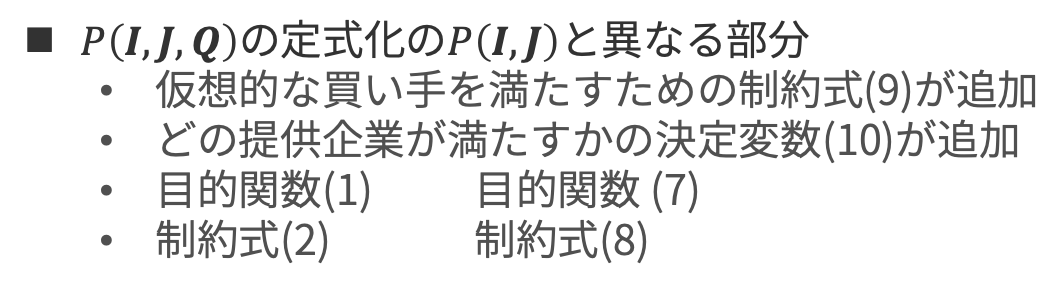 ■ P(I,J,Q)の定式化のP(I,J)と異なる部分
• 仮想的な買い手を満たすための制約式(9)が追加
• どの提供企業が満たすかの決定変数(10)が追加
• 目的関数(1) 目的関数 (7)
• 制約式(2) 制約式(8)